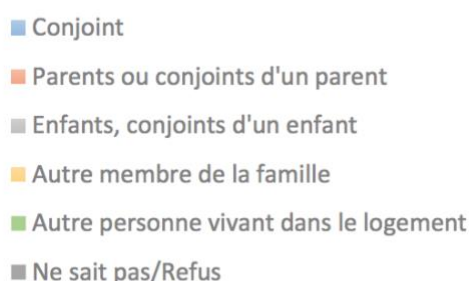 Conjoint
Parents ou conjoints d'un parent
Enfants, conjoints d'un enfant
Autre membre de la famille
Autre personne vivant dans le logement
Ne sait pas/Refus